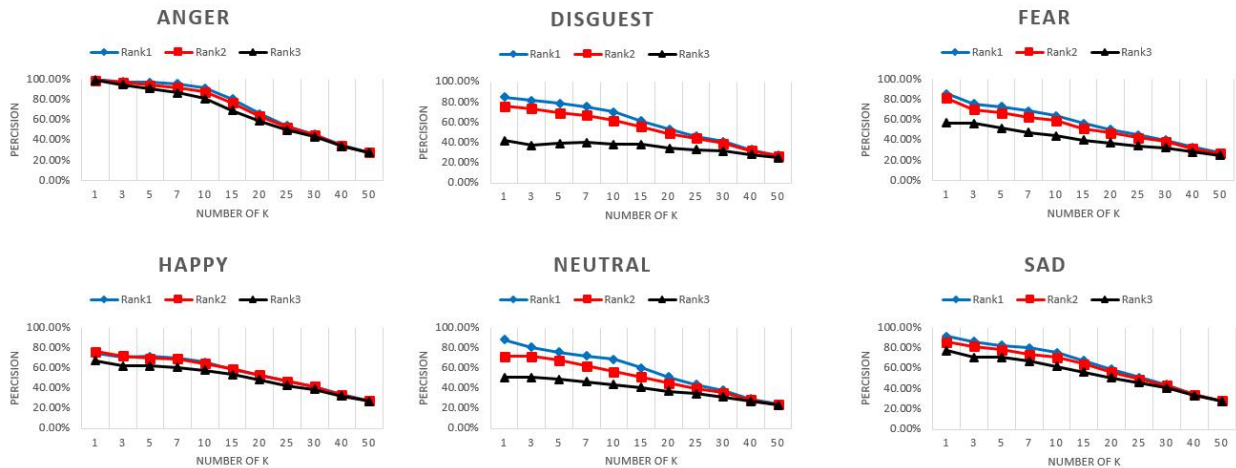 ANGER
Rank1 Rank2 Rank3
PERCISION
100.00%
80.00%
60.00%
40.00%
20.00%
0.00%
1 3 5 7 10 15 20 25 30 40 50
NUMBER OF K
DISGUEST
Rank1 Rank2 Rank3
PERCISION
100.00%
80.00%
60.00%
40.00%
20.00%
0.00%
1 3 5 7 10 15 20 25 30 40 50
NUMBER OF K
FEAR
Rank1 Rank2 Rank3
PERCISION
100.00%
80.00%
60.00%
40.00%
20.00%
0.00%
1 3 5 7 10 15 20 25 30 40 50
NUMBER OF K
HAPPY
Rank1 Rank2 Rank3
PERCISION
100.00%
80.00%
60.00%
40.00%
20.00%
0.00%
1 3 5 7 10 15 20 25 30 40 50
NUMBER OF K
NEUTRAL
Rank1 Rank2 Rank3
PERCISION
100.00%
80.00%
60.00%
40.00%
20.00%
0.00%
1 3 5 7 10 15 20 25 30 40 50
NUMBER OF K
SAD
Rank1 Rank2 Rank3
PERCISION
100.00%
80.00%
60.00%
40.00%
20.00%
0.00%
1 3 5 7 10 15 20 25 30 40 50
NUMBER OF K